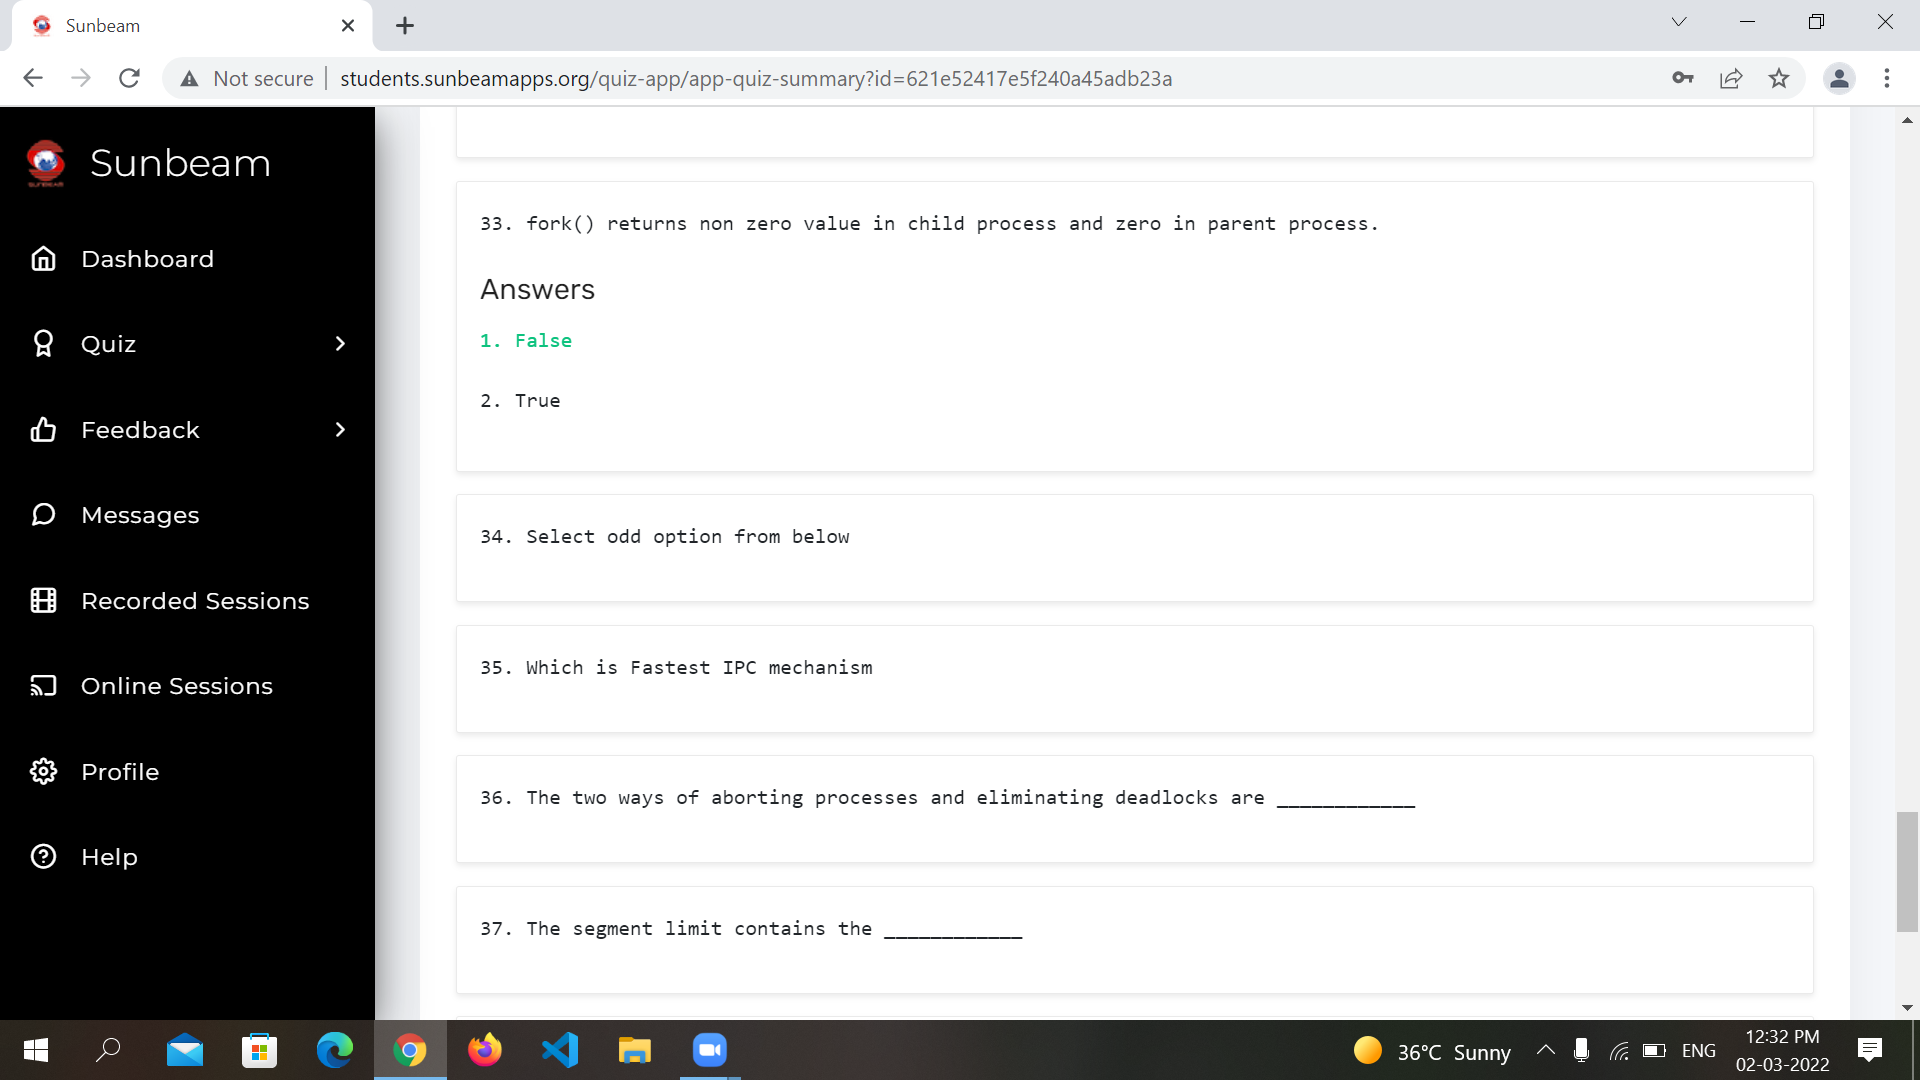 Sunbeam
Not secure
students.sunbeamapps.org/quiz-app/app-quiz-summary?id=621e52417e5f240a45adb23a
Sunbeam
Dashboard
Quiz
Feedback
Messages
Recorded Sessions
Online Sessions
Profile
Help
33. fork() returns non zero value in child process and zero in parent process.
Answers
1. False
2. True
34. Select odd option from below
35. Which is Fastest IPC mechanism
36. The two ways of aborting processes and eliminating deadlocks are ____________
37. The segment limit contains the ____________
36°C Sunny
ENG
12:32 PM
02-03-2022